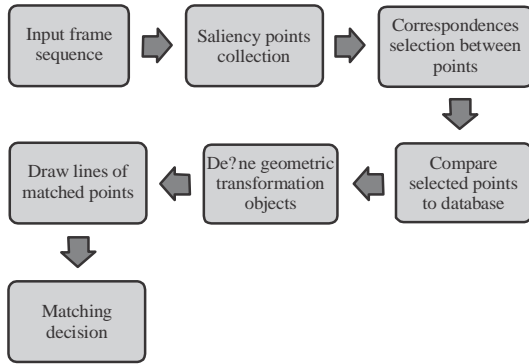 Input frame
sequence
Saliency points
collection
Correspondences
selection between
points
Compare
selected points
to database
De?ne geometric
transformation
objects
Draw lines of
matched points
Matching
decision